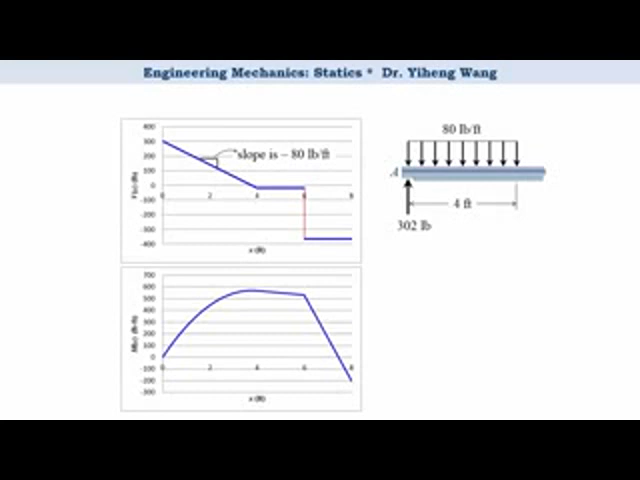 Engineering Mechanics: Statics * Dr. Yiheng Wang
400
300
200
100
0
-100
-200
-300
-400
0 2 4 6 8
"slope is – 80 lb/ft
x (ft)
700
600
500
400
300
200
100
0
-100
-200
-300
0 2 4 6 8
x (ft)
80 lb/ft
A
4 ft
302 lb